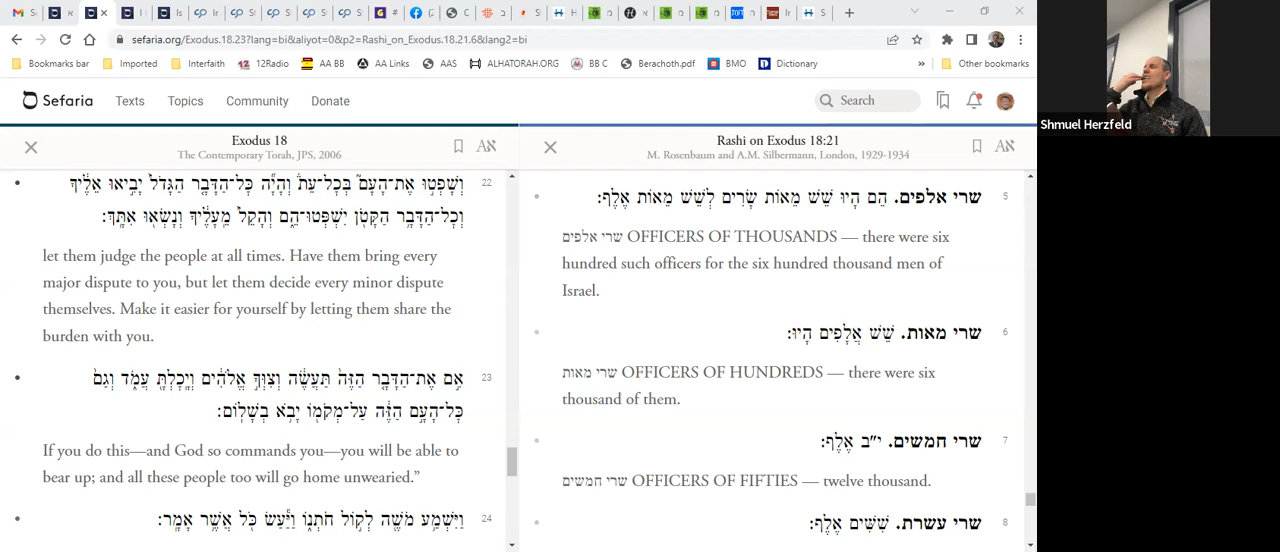 sefaria.org/Exodus.18.23?lang=bi&aliyot=0&p2=Rashi_on_Exodus.18.21.6&lang2=bi
Bookmarks bar
Imported
Interfaith
12Radio
AA BB
AA Links
AAS
ALHATORAH.ORG
BB C
Berachoth.pdf
BMO
Dictionary
»
Other bookmarks
Sefaria
Texts
Topics
Community
Donate
Search
Shmuel Herzfeld
Exodus 18
The Contemporary Torah, JPS, 2006
אA
22
וְשָׁפְט֣וּ אֶת־הָעָם֮ בְּכׇל־עֵת֒ וְהָיָ֞ה כׇּל־הַדָּבָ֤ר הַגָּדֹל֙ יָבִ֣יאוּ אֵלֶ֔יךָ
וְכׇל־הַדָּבָ֥ר הַקָּטֹ֖ן יִשְׁפְּטוּ־הֵ֑ם וְהָקֵל֙ מֵֽעָלֶ֔יךָ וְנָשְׂא֖וּ אִתָּֽךְ׃
let them judge the people at all times. Have them bring every
major dispute to you, but let them decide every minor dispute
themselves. Make it easier for yourself by letting them share the
burden with you.
23
אִ֣ם אֶת־הַדָּבָ֤ר הַזֶּה֙ תַּעֲשֶׂ֔ה וְצִוְּךָ֣ אֱלֹהִ֔ים וְיָֽכׇלְתָּ֖ עֲמֹ֑ד וְגַם֙
כׇּל־הָעָ֣ם הַזֶּ֔ה עַל־מְקֹמ֖וֹ יָבֹ֥א בְשָׁלֽוֹם׃
If you do this—and God so commands you—you will be able to
bear up; and all these people too will go home unwearied.”
24
וַיִּשְׁמַ֥ע מֹשֶׁ֖ה לְק֣וֹל חֹתְנ֑וֹ וַיַּ֕עַשׂ כֹּ֖ל אֲשֶׁ֥ר אָמָֽר׃
Rashi on Exodus 18:21
M. Rosenbaum and A.M. Silbermann, London, 1929-1934
אA
5
שרי אלפים. הֵם הָיוּ שֵׁשׁ מֵאוֹת שָׂרִים לְשֵׁשׁ מֵאוֹת אֶלֶף:
שרי אלפים OFFICERS OF THOUSANDS — there were six
hundred such officers for the six hundred thousand men of
Israel.
6
שרי מאות. שֵׁשׁ אֲלָפִים הָיוּ:
שרי מאות OFFICERS OF HUNDREDS — there were six
thousand of them.
7
שרי חמשים. י"ב אֶלֶף:
שרי חמשים OFFICERS OF FIFTIES — twelve thousand.
8
שרי עשרת. שִׁשִּׁים אֶלֶף: